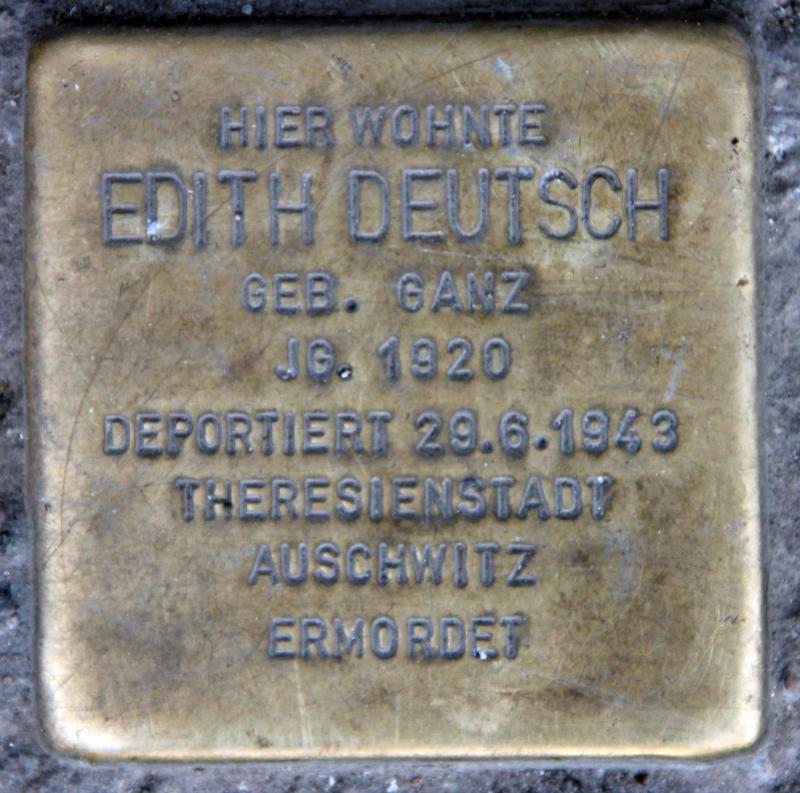 HIER WOHNTE
EDITH DEUTSCH
GEB. GANZ
JG. 1920
DEPORTIERT 29.6.1943
THERESIENSTADT
AUSCHWITZ
ERMORDET